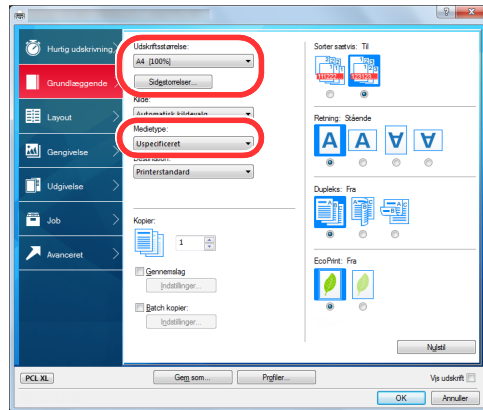 Hurtig udskrivning
Grundlæggende
Layout
Gengivelse
Udgivelse
Job
Avanceret
Udskriftsstørrelse:
A4 [100%]
Sidestørrelser...
Kilde:
Automatisk kildevalg
Medietype:
Uspecificeret
Destination:
Printerstandard
Kopier:
1
Gennemslag
Indstillinger...
Batch kopier:
Indstillinger...
Sorter sætvis: Til
111222
123123
Retning: Stående
A A A A
Dupleks: Fra
EcoPrint: Fra
Nulstil
PCL XL
Gem som...
Profiler...
Vis udskrift
OK
Annuller